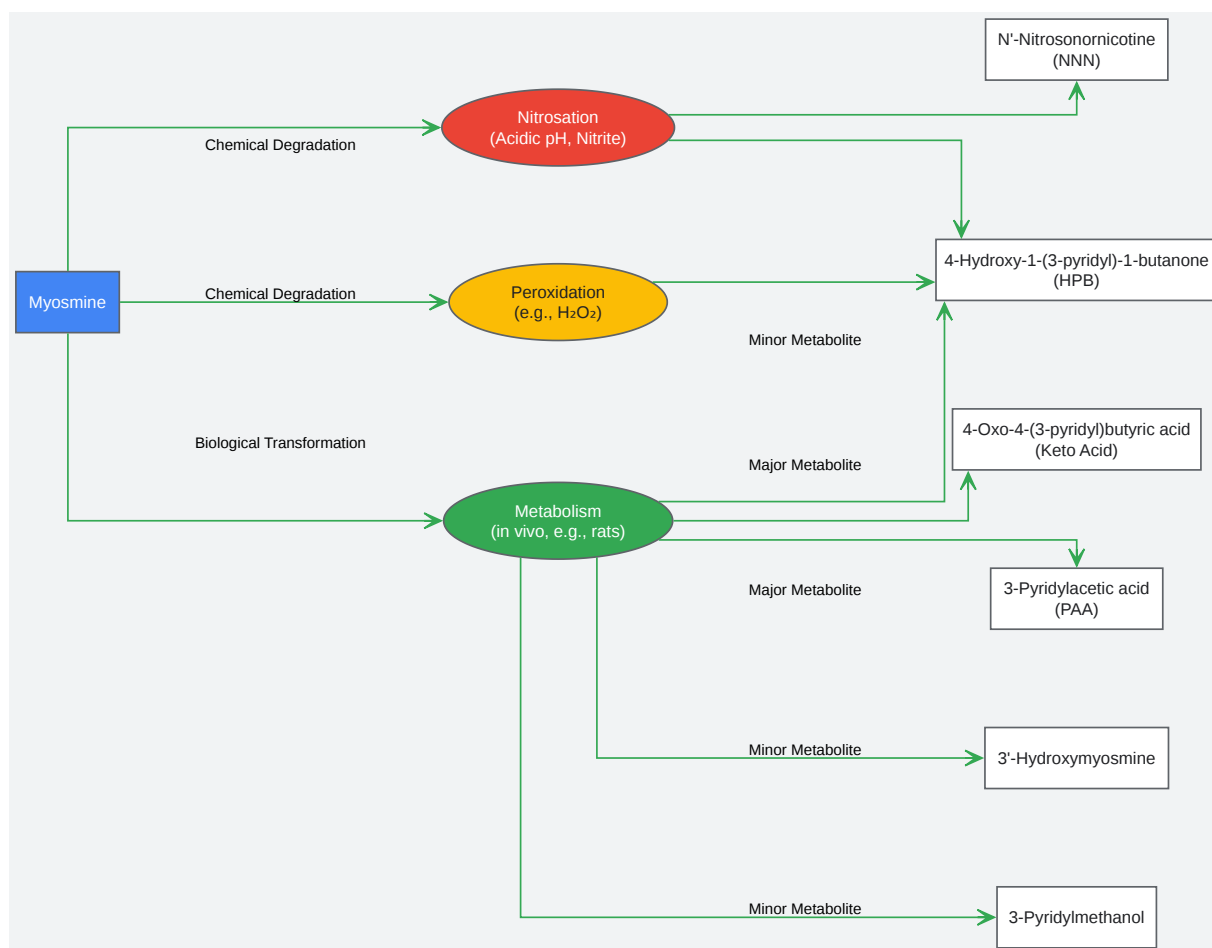 N'-Nitrosonornicotine
(NNN)
Nitrosation
(Acidic pH, Nitrite)
Chemical Degradation
4-Hydroxy-1-(3-pyridyl)-1-butanone
(HPB)
Myosmine
Chemical Degradation
Peroxidation
(e.g., H₂O₂)
Minor Metabolite
4-Oxo-4-(3-pyridyl)butyric acid
(Keto Acid)
Biological Transformation
Major Metabolite
Metabolism
(in vivo, e.g., rats)
Major Metabolite
3-Pyridylacetic acid
(PAA)
Minor Metabolite
3'-Hydroxymyosmine
Minor Metabolite
3-Pyridylmethanol